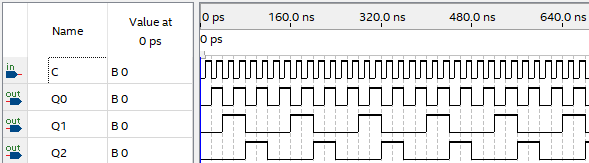 Name
Value at
0 ps
0 ps 160.0 ns 320.0 ns 480.0 ns 640.0 ns
0 ps
in C B 0
out Q0 B 0
out Q1 B 0
out Q2 B 0